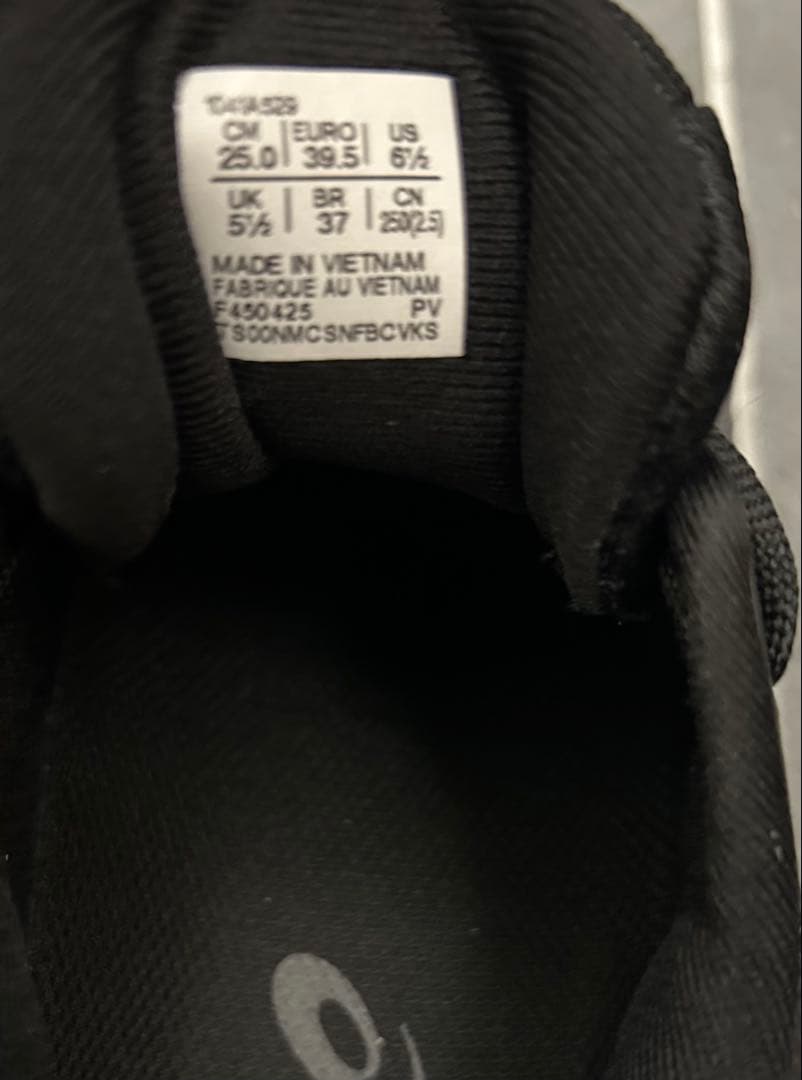 1041A529
CM | EURO | US
25.0 | 39.5 | 6½
UK | BR | CN
5½ | 37 | 250(2.5)
MADE IN VIETNAM
FABRIQUE AU VIETNAM
F450425 PV
TS00NMCSNFBCVKS